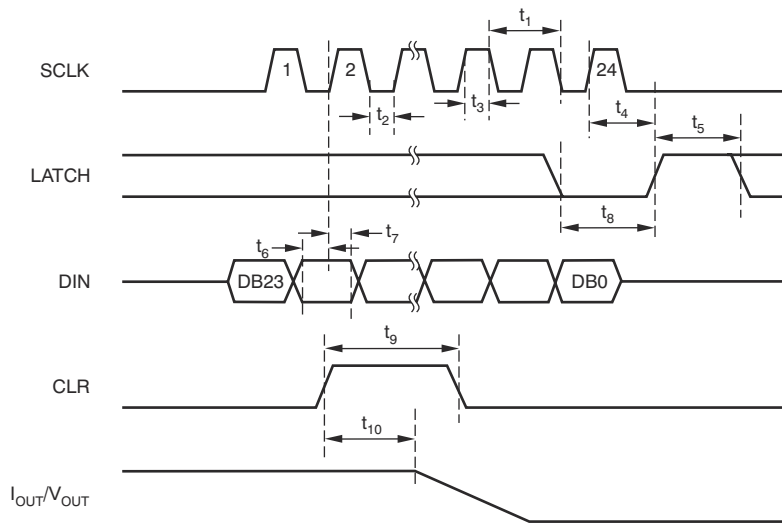 t1
SCLK
1
2
24
t2
t3
t4
t5
LATCH
t8
t6
t7
DIN
DB23
DB0
t9
CLR
t10
IOUT/VOUT